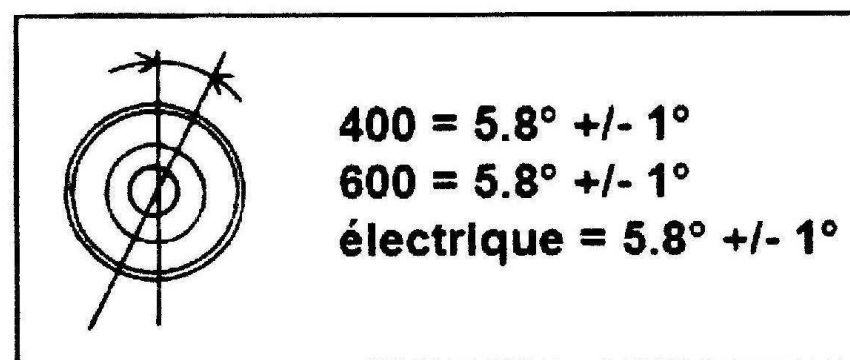 400 = 5.8° +/- 1°
600 = 5.8° +/- 1°
électrique = 5.8° +/- 1°